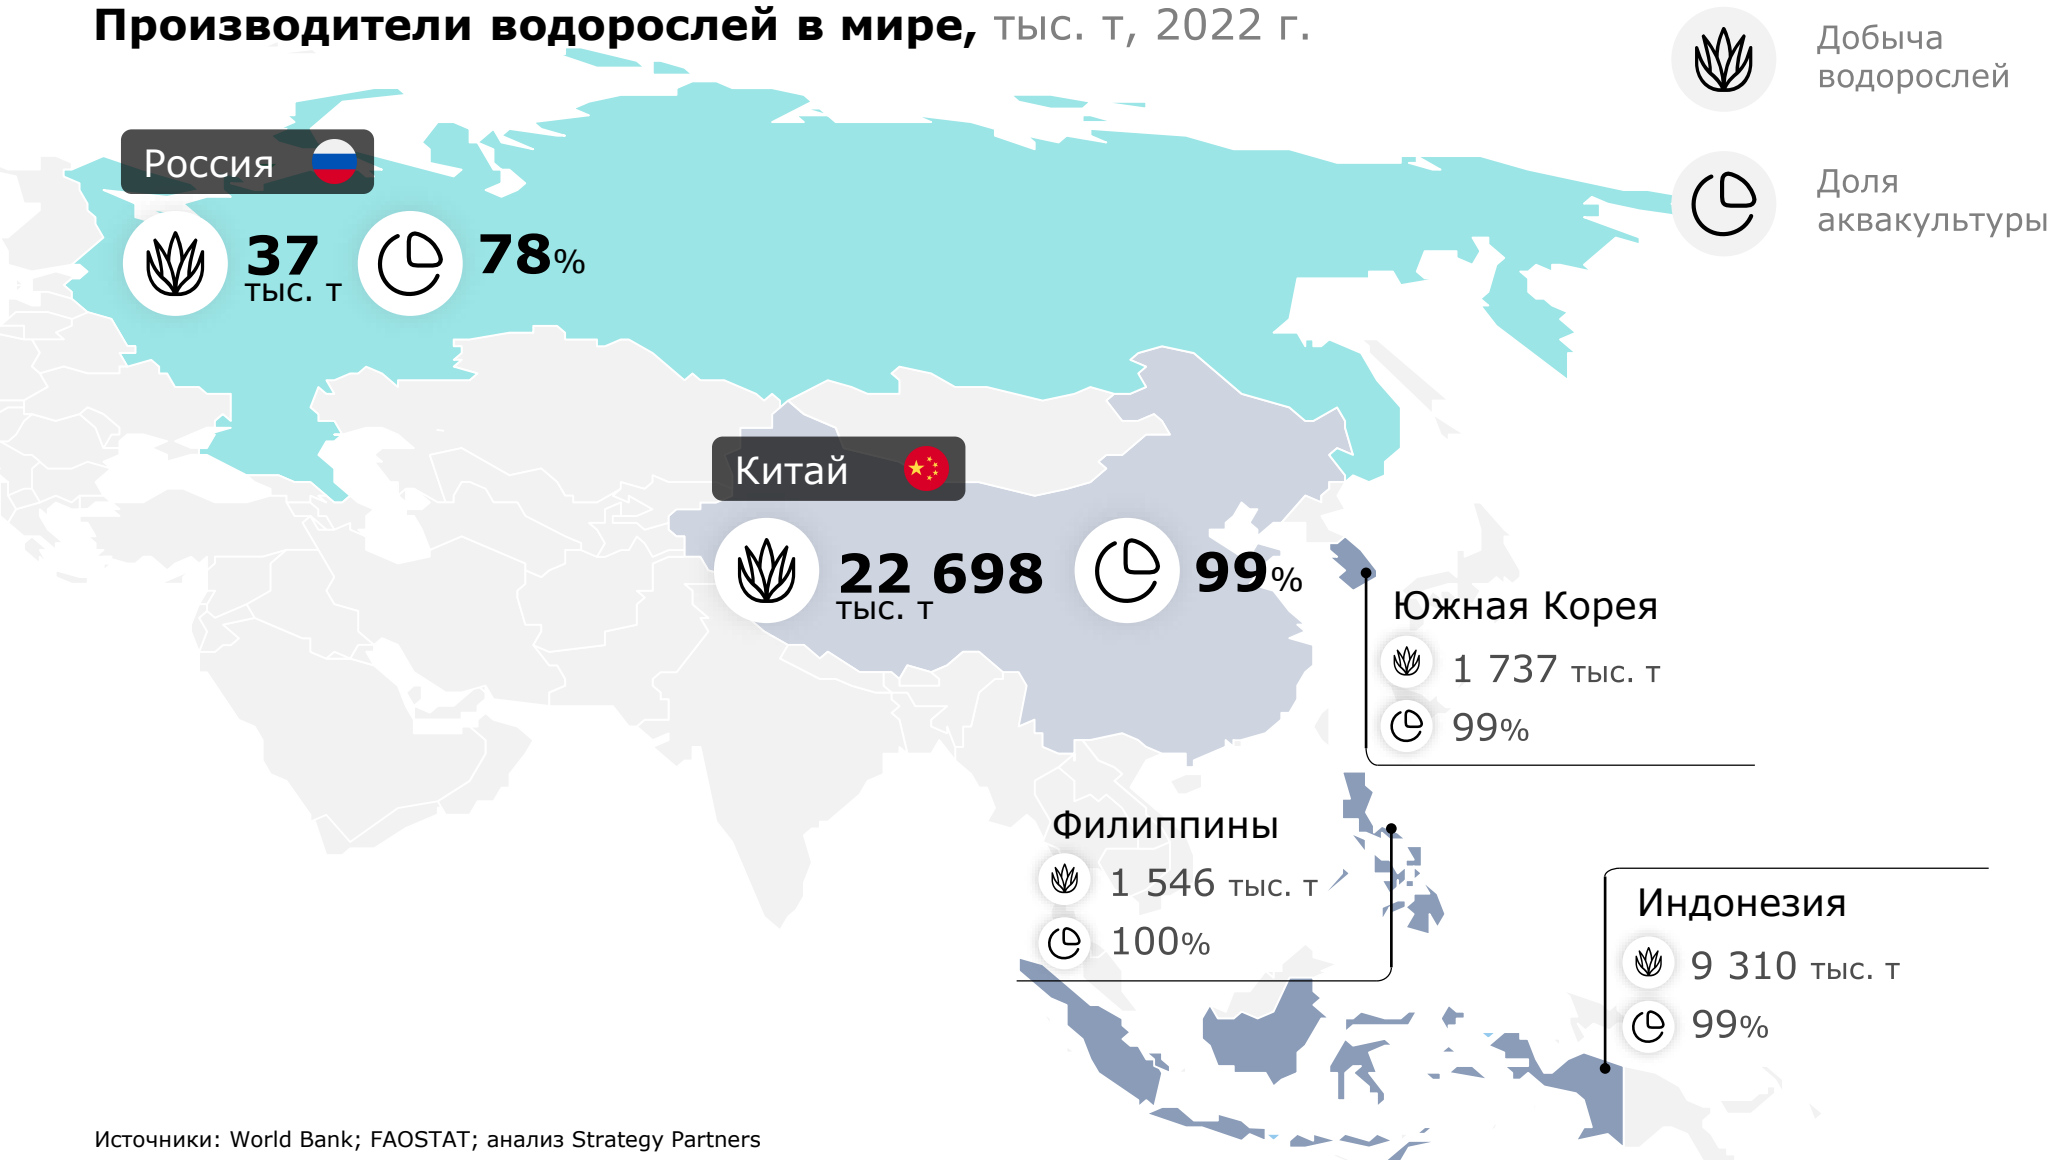 Производители водорослей в мире, тыс. т, 2022 г.
Добыча
водорослей
Доля
аквакультуры
Россия
37
тыс. т
78%
Китай
22 698
тыс. т
99%
Южная Корея
1 737 тыс. т
99%
Филиппины
1 546 тыс. т
100%
Индонезия
9 310 тыс. т
99%
Источники: World Bank; FAOSTAT; анализ Strategy Partners